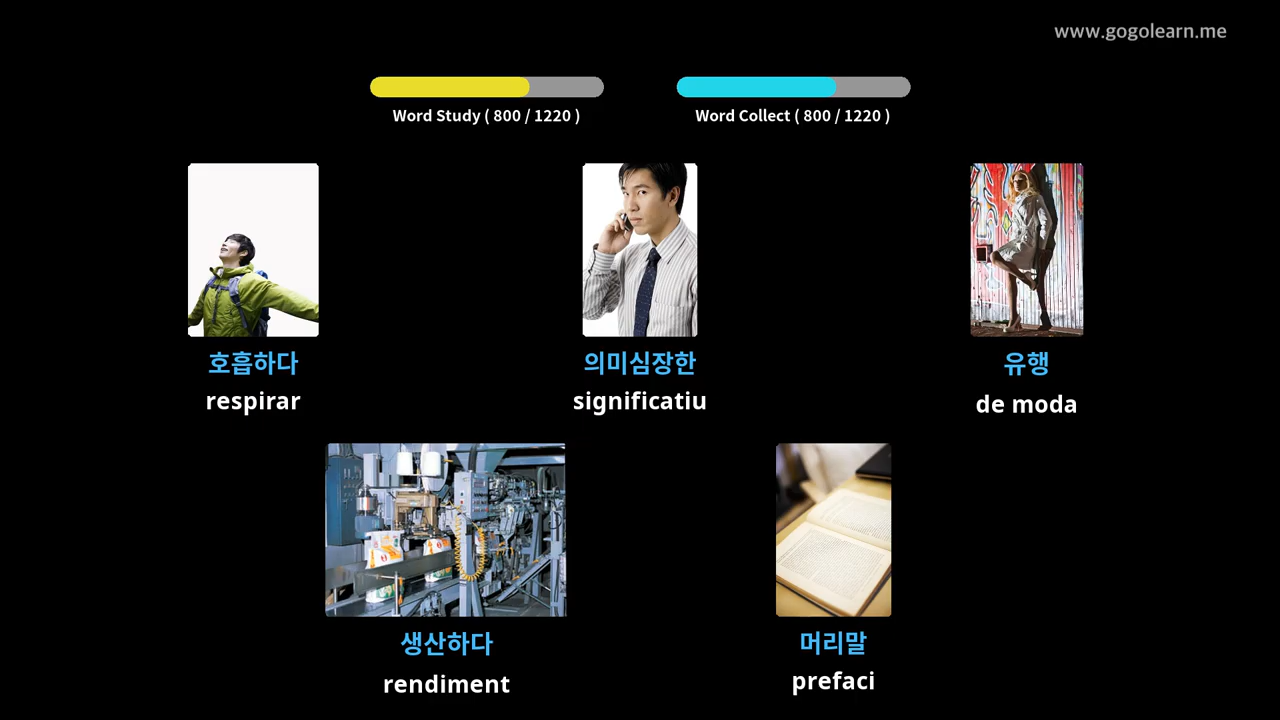 www.gogolearn.me
Word Study ( 800 / 1220 )
Word Collect ( 800 / 1220 )
호흡하다
respirar
의미심장한
significatiu
유행
de moda
생산하다
rendiment
머리말
prefaci